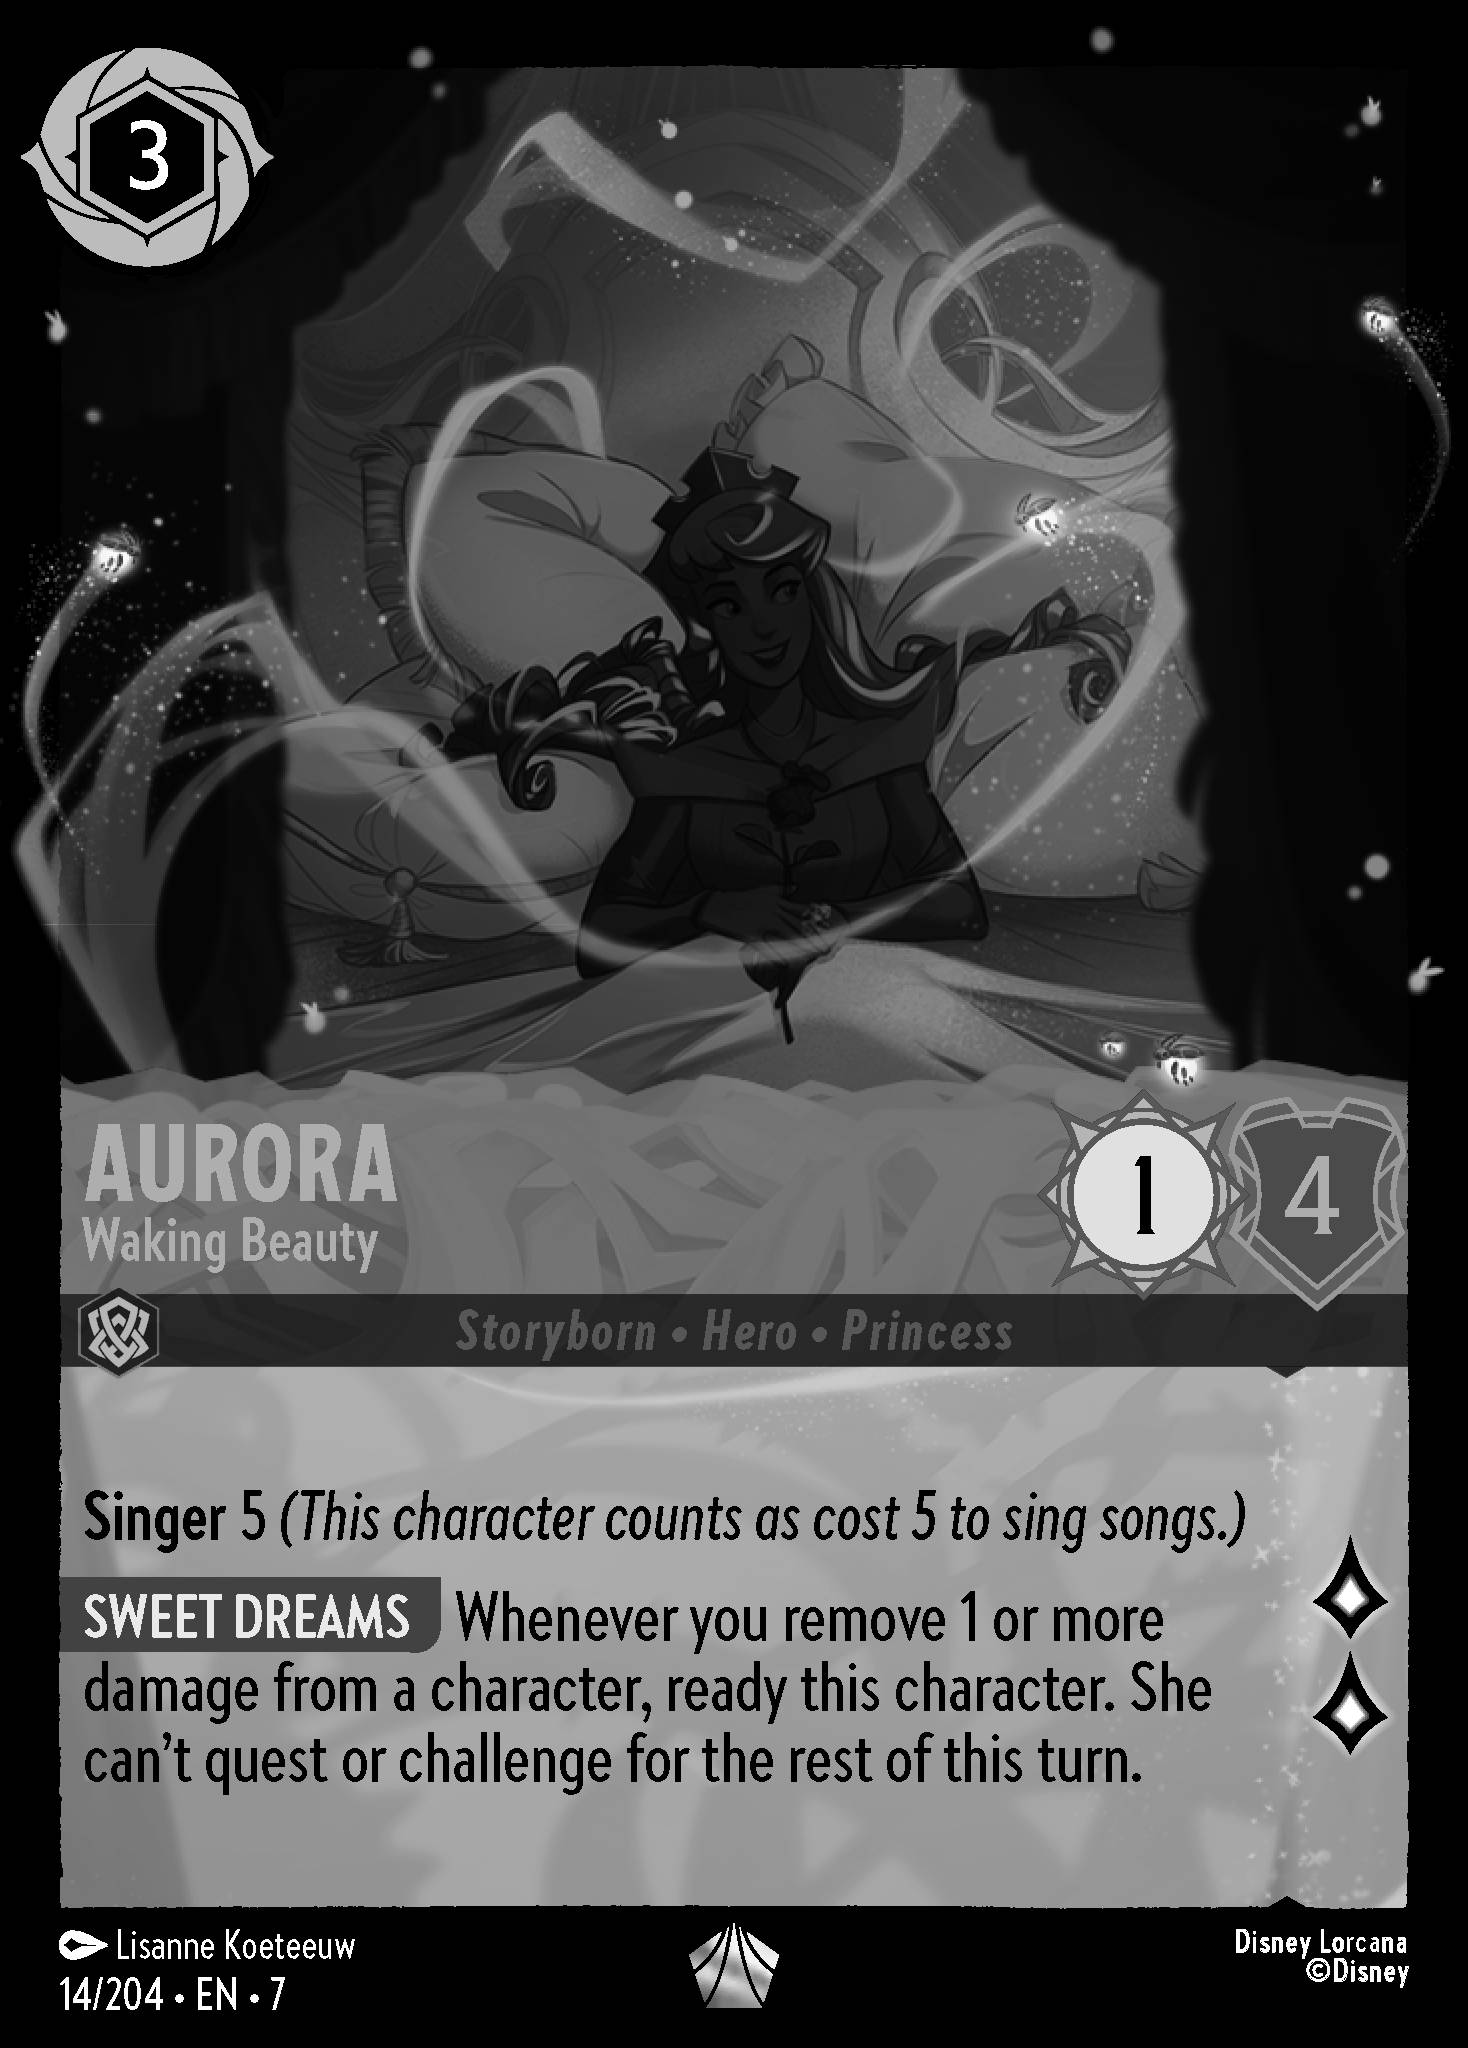 3
AURORA
Waking Beauty
1
4
Storyborn • Hero • Princess
Singer 5 (This character counts as cost 5 to sing songs.)
SWEET DREAMS Whenever you remove 1 or more
damage from a character, ready this character. She
can't quest or challenge for the rest of this turn.
Lisanne Koeteeuw
14/204 • EN • 7
Disney Lorcana
©Disney